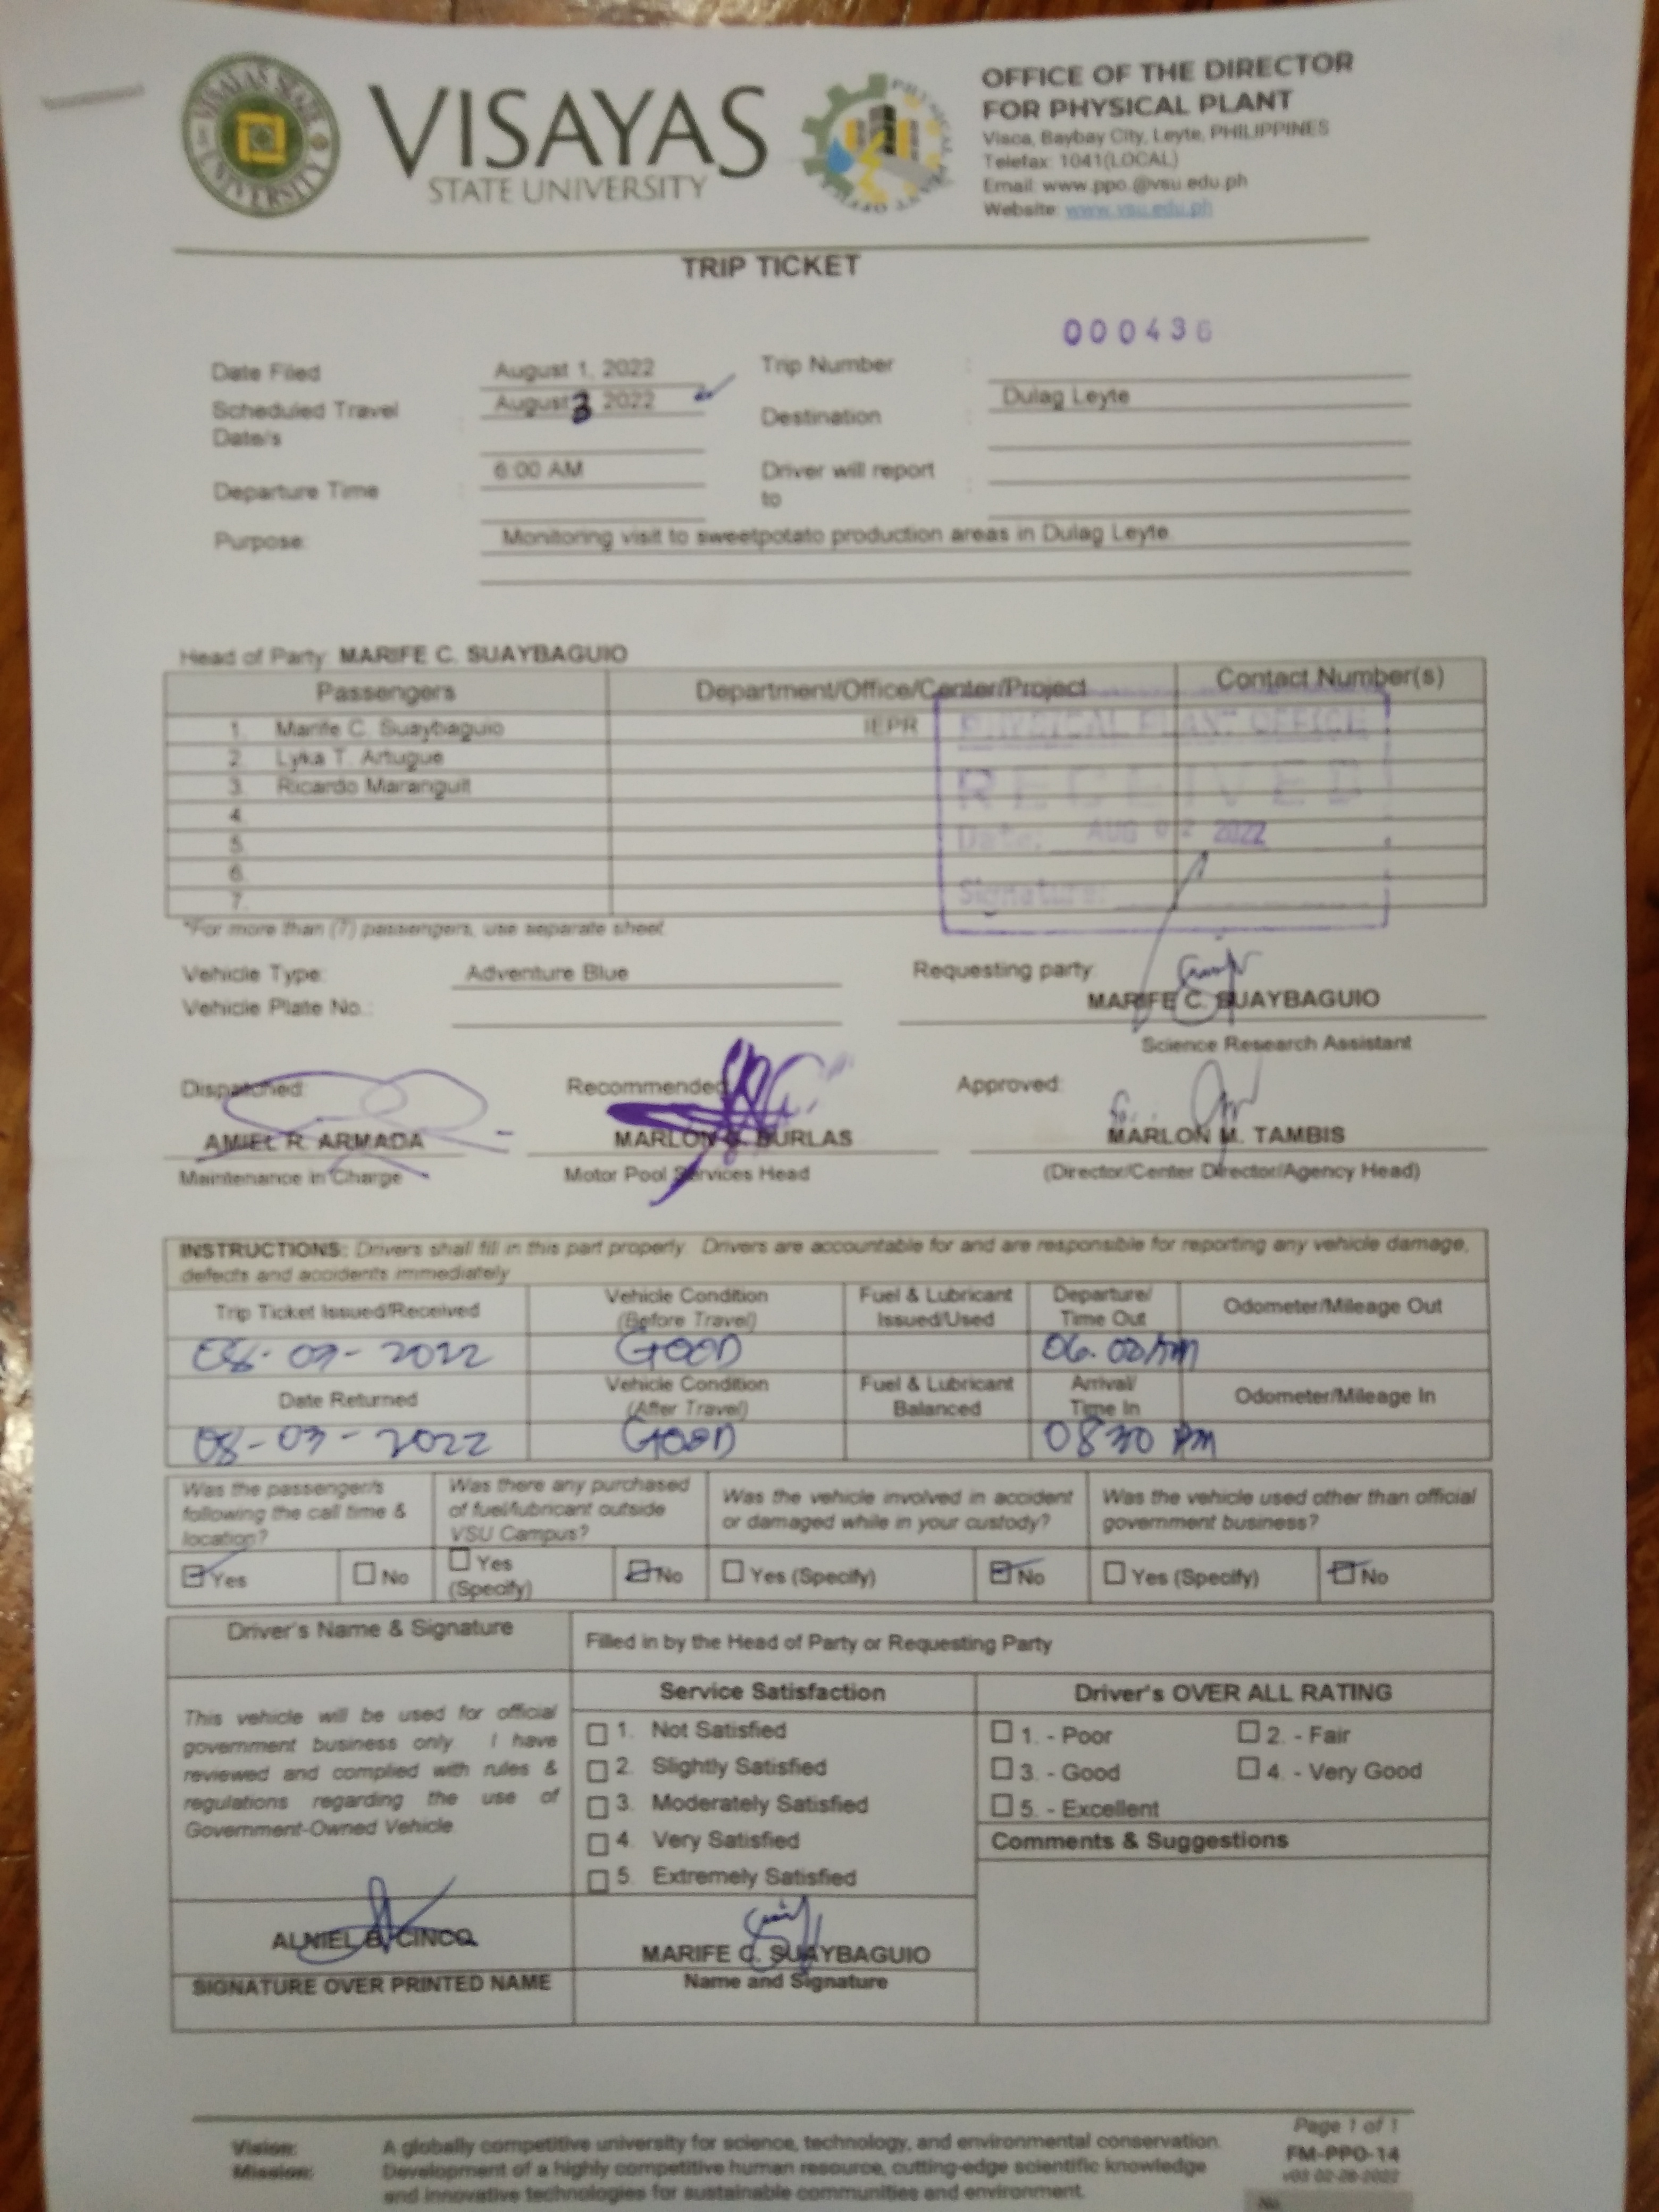 VISAYAS STATE UNIVERSITY
VISAYAS
STATE UNIVERSITY
OFFICE OF THE DIRECTOR
FOR PHYSICAL PLANT
Visca, Baybay City, Leyte, PHILIPPINES
Telefax: 1041(LOCAL)
Email: www.ppo.@vsu.edu.ph
Website: www.vsu.edu.ph
TRIP TICKET
000436
Date Filed : August 1, 2022 Trip Number :
Scheduled Travel Date/s : August 3 2022 Destination : Dulag Leyte
Departure Time : 6:00 AM Driver will report to :
Purpose: Monitoring visit to sweetpotato production areas in Dulag Leyte.
Head of Party: MARIFE C. SUAYBAGUIO
Passengers Department/Office/Center/Project Contact Number(s)
1. Marife C. Suaybaguio IEPR
2. Lyka T. Artugue
3. Ricardo Maranguit
4.
5.
6.
7.
PHYSICAL PLANT OFFICE
RECEIVED
Date: AUG 02 2022
Signature:
*For more than (7) passengers, use separate sheet
Vehicle Type: Adventure Blue Requesting party:
Vehicle Plate No.: MARIFE C. SUAYBAGUIO
Science Research Assistant
Dispatched: Recommended Approved:
AMIEL R. ARMADA MARLON G. BURLAS MARLON M. TAMBIS
Maintenance in Charge Motor Pool Services Head (Director/Center Director/Agency Head)
INSTRUCTIONS: Drivers shall fill in this part properly. Drivers are accountable for and are responsible for reporting any vehicle damage,
defects and accidents immediately
Trip Ticket Issued/Received Vehicle Condition (Before Travel) Fuel & Lubricant Issued/Used Departure/ Time Out Odometer/Mileage Out
08-03-2022 GOOD 06:00 AM
Date Returned Vehicle Condition (After Travel) Fuel & Lubricant Balanced Arrival/ Time In Odometer/Mileage In
08-03-2022 GOOD 08 30 PM
Was the passenger/s following the call time & location? Was there any purchased of fuel/lubricant outside VSU Campus? Was the vehicle involved in accident or damaged while in your custody? Was the vehicle used other than official government business?
Yes No Yes (Specify) No Yes (Specify) No Yes (Specify) No
Driver's Name & Signature Filled in by the Head of Party or Requesting Party
Service Satisfaction Driver's OVER ALL RATING
This vehicle will be used for official
government business only. I have
reviewed and complied with rules &
regulations regarding the use of
Government-Owned Vehicle.
1. Not Satisfied
2. Slightly Satisfied
3. Moderately Satisfied
4. Very Satisfied
5. Extremely Satisfied
1. - Poor 2. - Fair
3. - Good 4. - Very Good
5. - Excellent
Comments & Suggestions
ALNIEL B. CINCO MARIFE C. SUAYBAGUIO
SIGNATURE OVER PRINTED NAME Name and Signature
Page 1 of 1
FM-PPO-14
v03 02-28-2022
No.
Vision: A globally competitive university for science, technology, and environmental conservation.
Mission: Development of a highly competitive human resource, cutting-edge scientific knowledge
and innovative technologies for sustainable communities and environment.